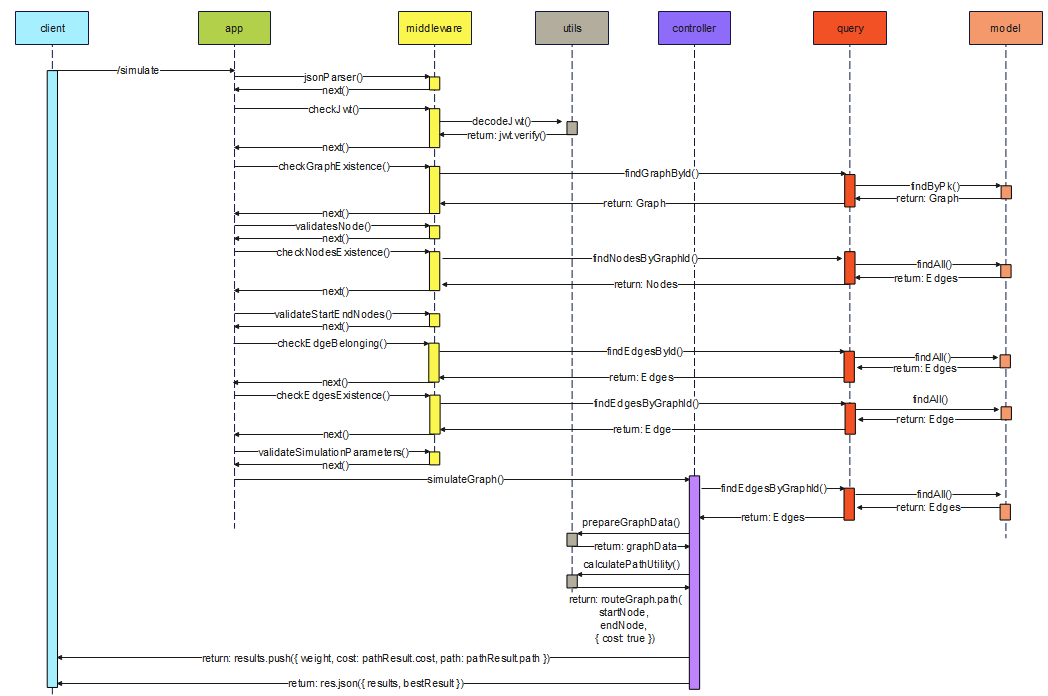 client app middleware utils controller query model
/simulate
jsonParser()
next()
checkJwt()
decodeJwt()
return: jwt.verify()
next()
checkGraphExistence()
findGraphById()
findByPk()
return: Graph
return: Graph
next()
validatesNode()
next()
checkNodesExistence()
findNodesByGraphId()
findAll()
return: Edges
return: Nodes
next()
validateStartEndNodes()
next()
checkEdgeBelonging()
findEdgesById()
findAll()
return: Edges
return: Edges
next()
checkEdgesExistence()
findEdgesByGraphId()
findAll()
return: Edge
return: Edge
next()
validateSimulationParameters()
next()
simulateGraph()
findEdgesByGraphId()
findAll()
return: Edges
return: Edges
prepareGraphData()
return: graphData
calculatePathUtility()
return: routeGraph.path(
startNode,
endNode,
{ cost: true })
return: results.push({ weight, cost: pathResult.cost, path: pathResult.path })
return: res.json({ results, bestResult })